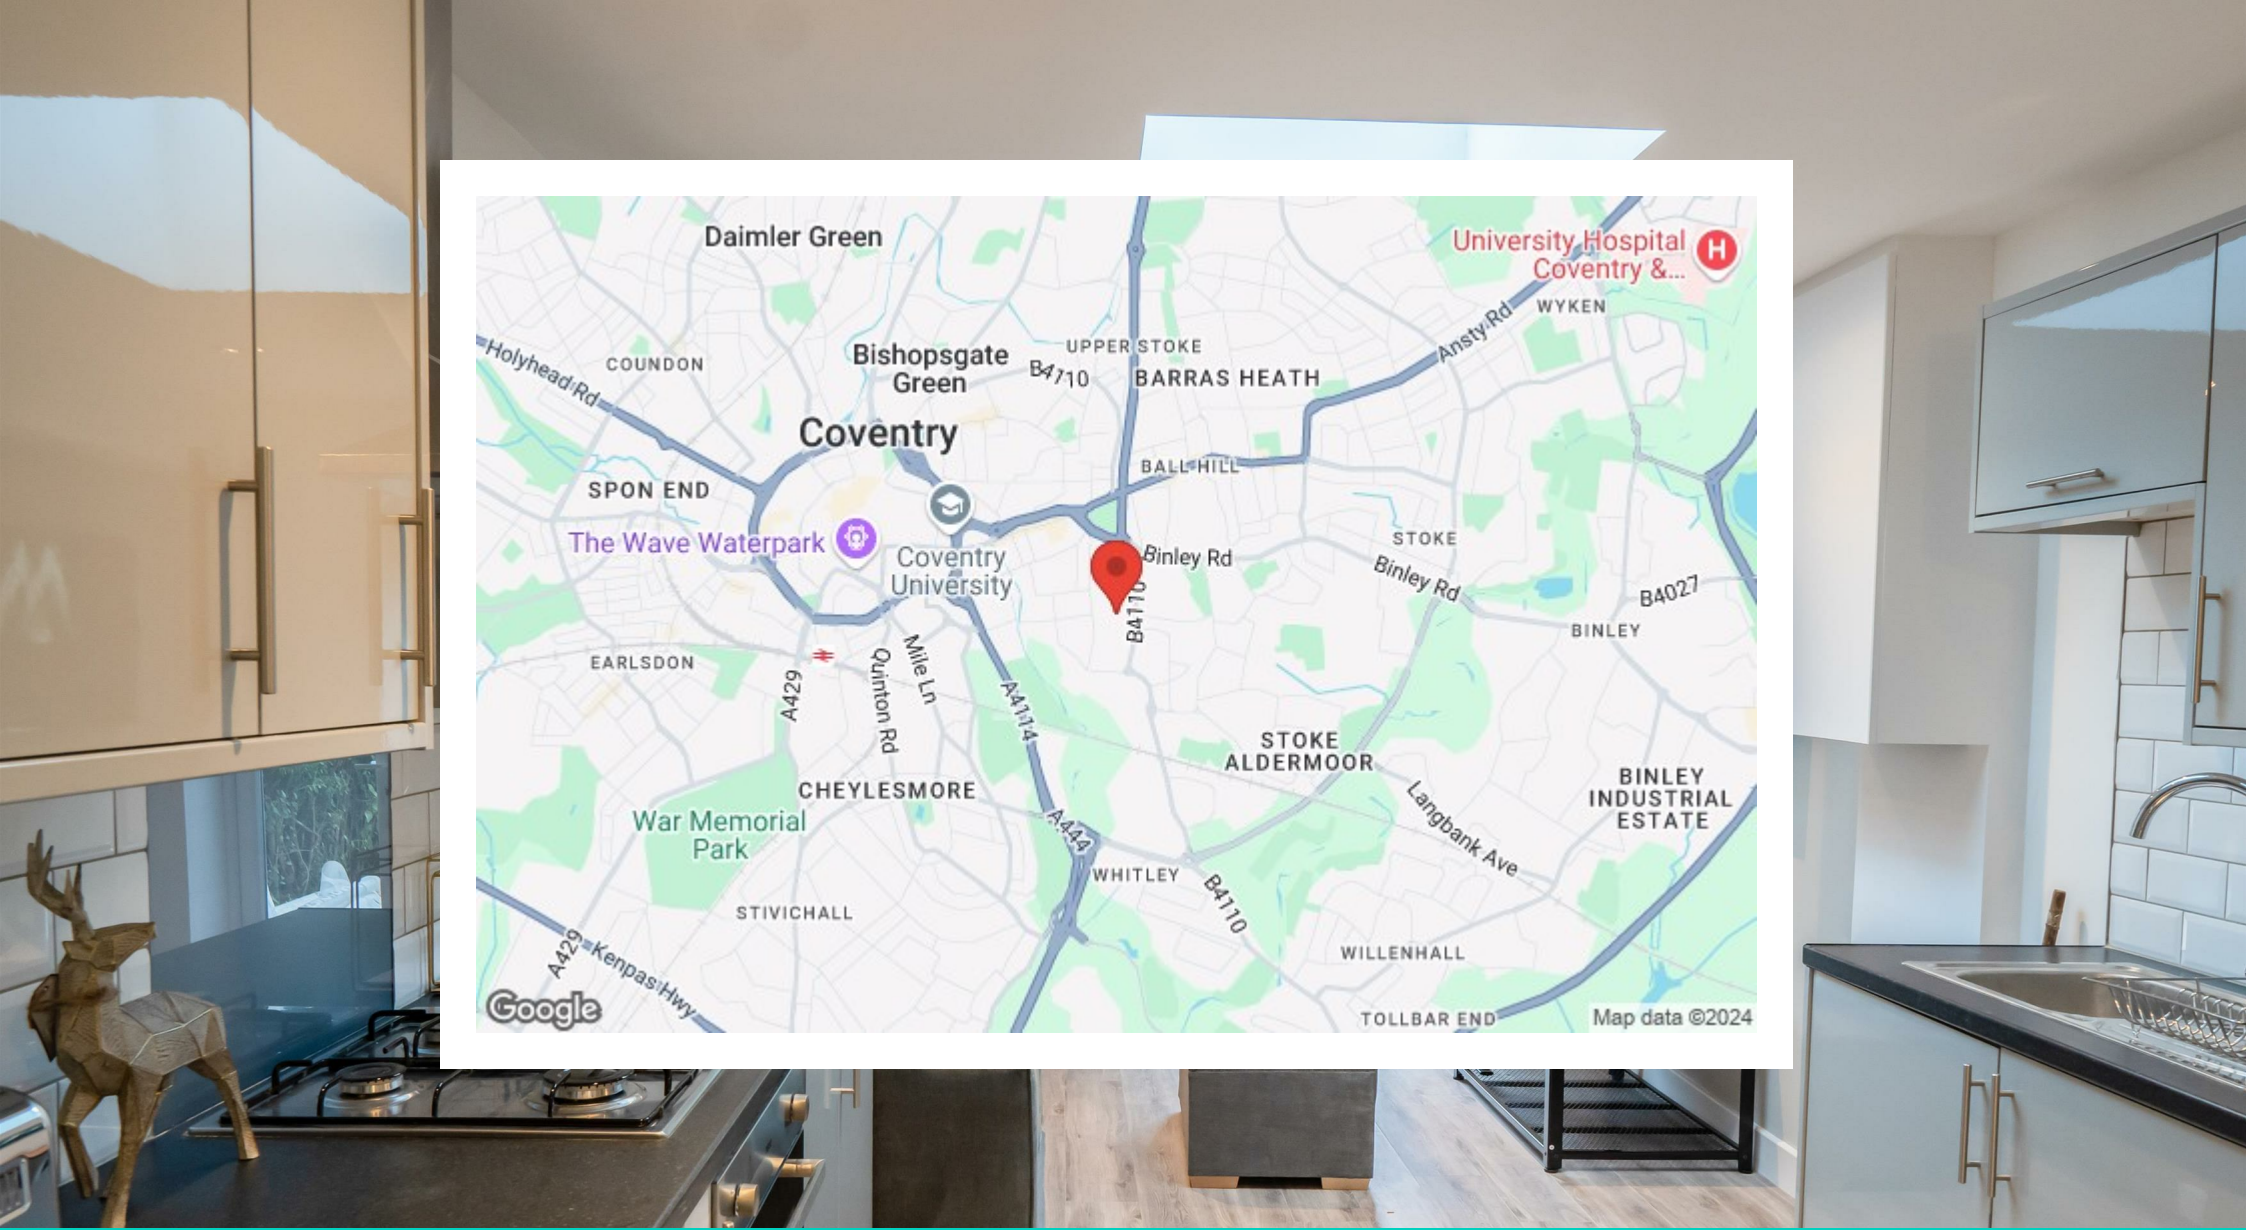 Daimler Green
University Hospital
Coventry &...
WYKEN
Ansty Rd
Holyhead Rd
COUNDON
Bishopsgate
Green
UPPER STOKE
B4110
BARRAS HEATH
Coventry
BALL HILL
SPON END
The Wave Waterpark
Coventry
University
Binley Rd
STOKE
Binley Rd
B4027
B4110
BINLEY
EARLSDON
A429
Quinton Rd
Mile Ln
A4114
STOKE
ALDERMOOR
CHEYLESMORE
BINLEY
INDUSTRIAL
ESTATE
War Memorial
Park
A444
Langbank Ave
WHITLEY
B4110
STIVICHALL
A429
Kenpas Hwy
WILLENHALL
TOLLBAR END
Google
Map data ©2024
H